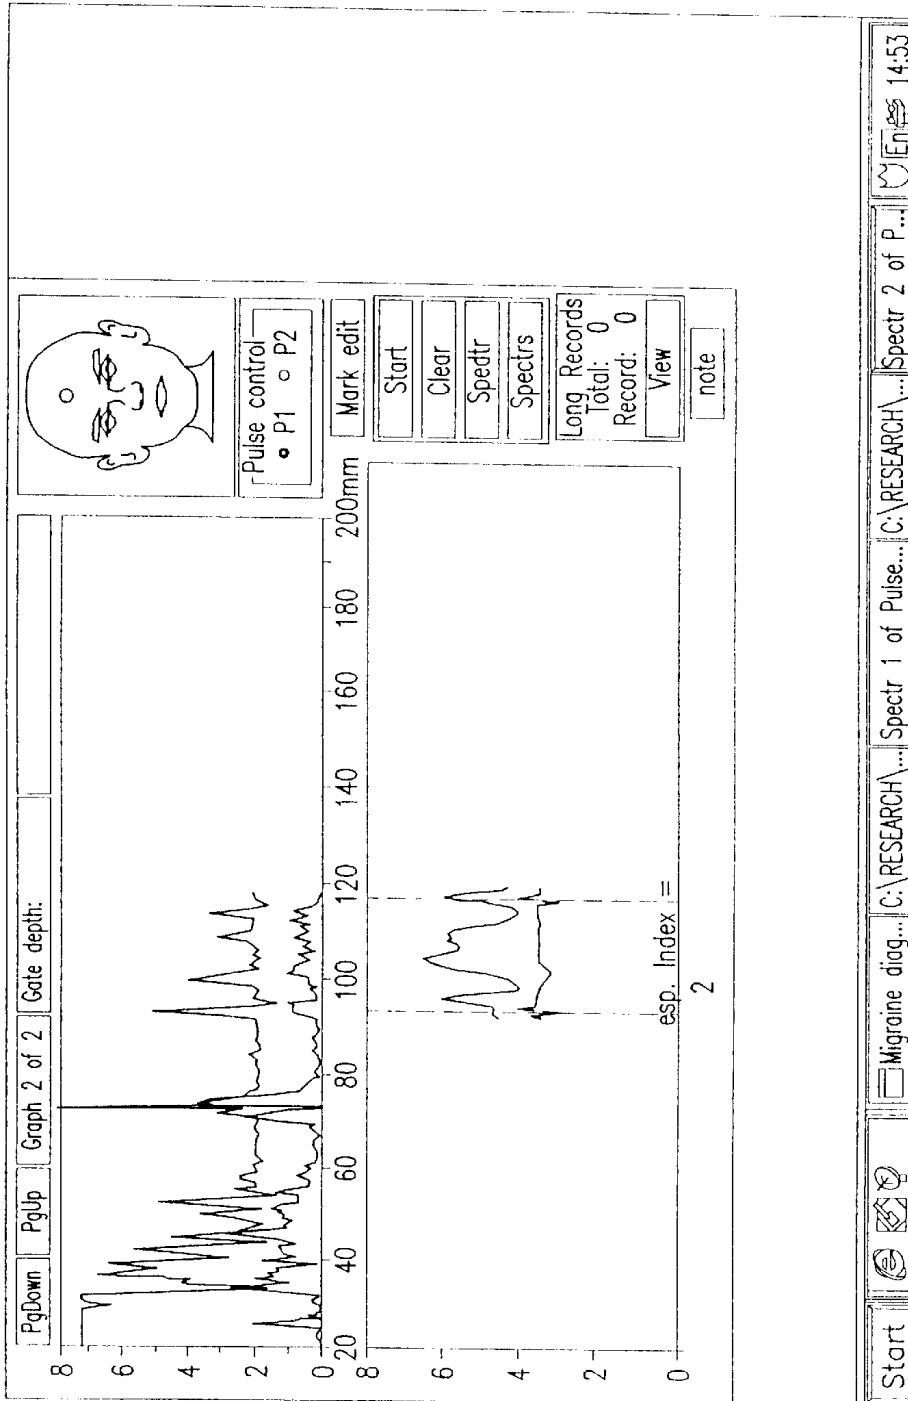 PgDown PgUp Graph 2 of 2 Gate depth:
8
6
4
2
0
20 40 60 80 100 120 140 160 180 200mm
Pulse control
P1 P2
Mark edit
8
6
4
2
0
esp. Index =
2
Start
Clear
Spedtr
Spectrs
Long Records
Total: 0
Record: 0
View
note
Start Migraine diag... C:\RESEARCH\... Spectr 1 of Pulse... C:\RESEARCH\... Spectr 2 of P... En 14:53